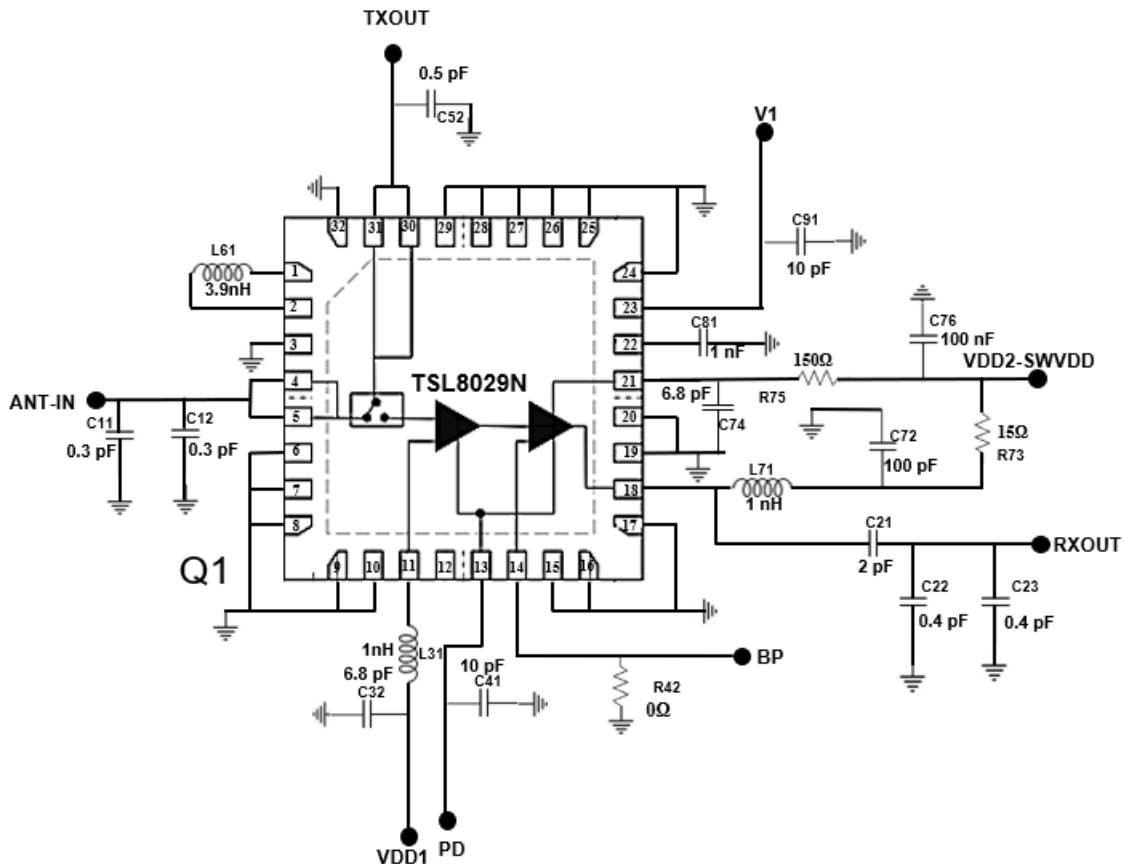 TXOUT
0.5 pF
C52
V1
C91
10 pF
32
31
30
29
28
27
26
25
L61
3.9nH
1
2
3
4
5
6
7
8
24
23
22
21
20
19
18
17
C81
1 nF
C76
100 nF
VDD2-SWVDD
150Ω
R75
6.8 pF
C74
15Ω
R73
C72
100 pF
L71
1 nH
TSL8029N
ANT-IN
C11
0.3 pF
C12
0.3 pF
C21
2 pF
RXOUT
C22
0.4 pF
C23
0.4 pF
Q1
9
10
11
12
13
14
15
16
1nH
L31
6.8 pF
C32
10 pF
C41
BP
R42
0Ω
VDD1
PD